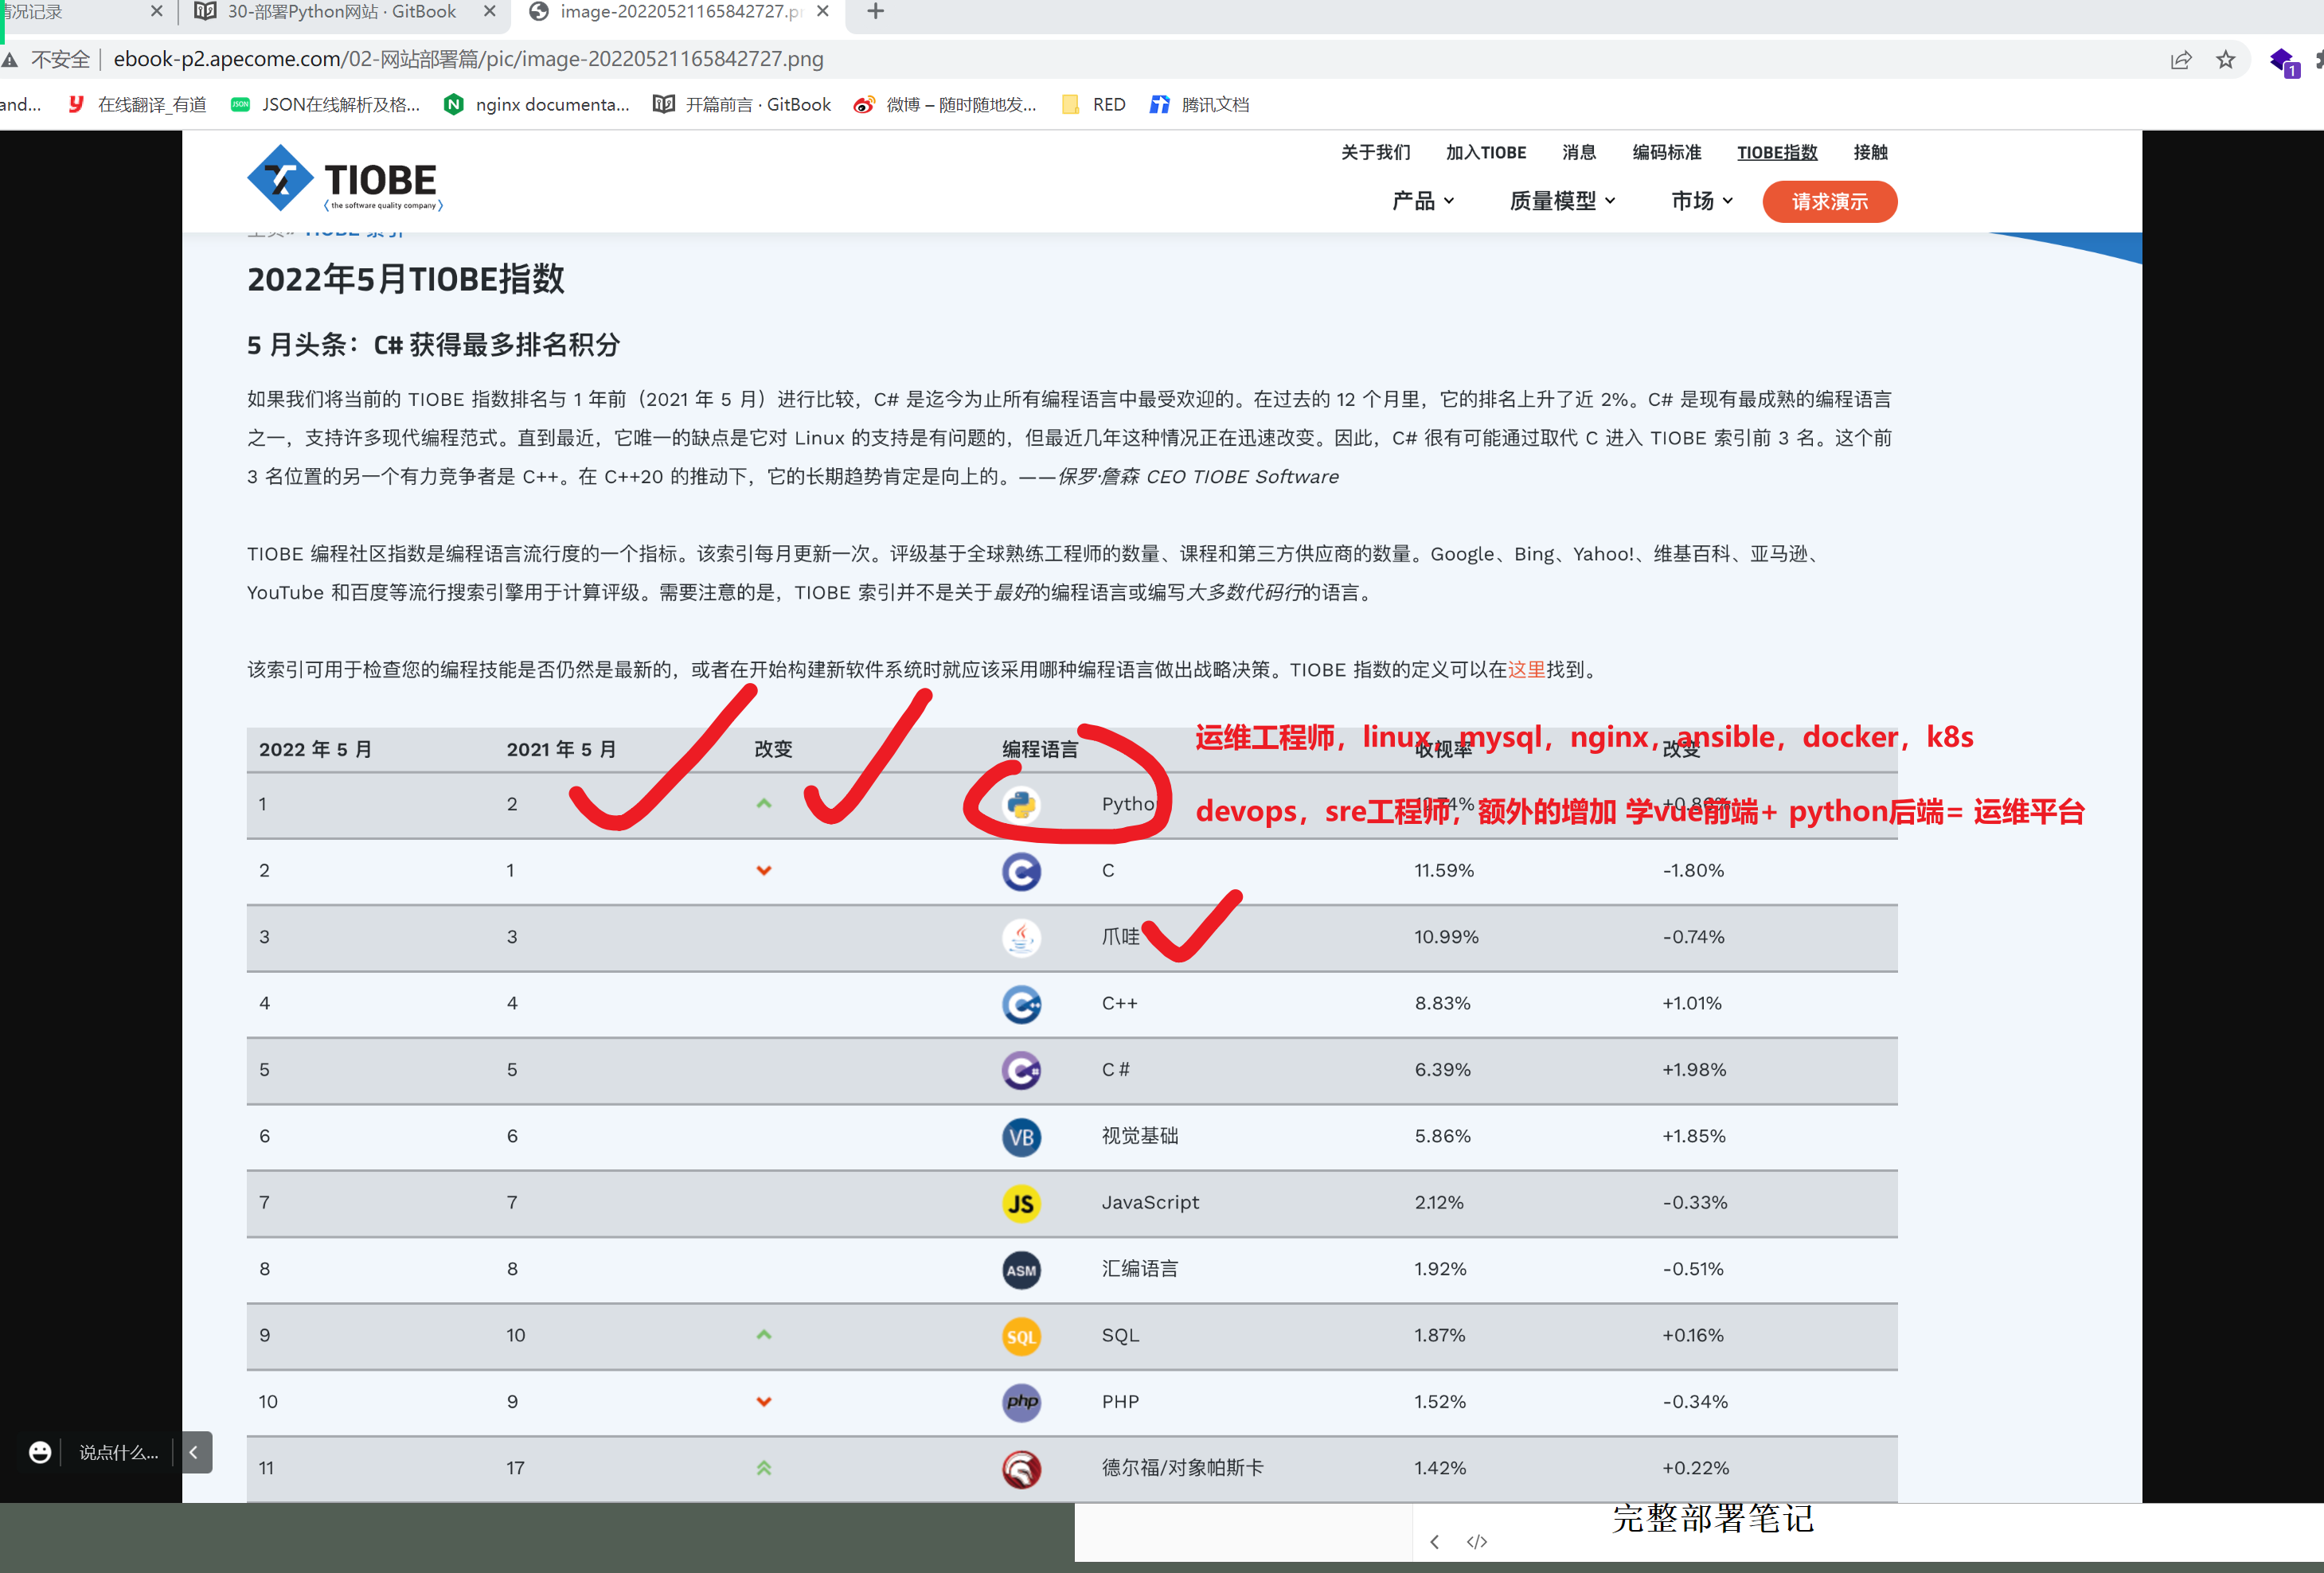 情况记录
30-部署Python网站 · GitBook
image-20220521165842727.p
不安全 | ebook-p2.apecome.com/02-网站部署篇/pic/image-20220521165842727.png
1
and...
在线翻译_有道
JSON在线解析及格...
nginx documenta...
开篇前言 · GitBook
微博 – 随时随地发...
RED
腾讯文档
关于我们 加入TIOBE 消息 编码标准 TIOBE指数 接触
TIOBE
the software quality company
产品 质量模型 市场 请求演示
2022年5月TIOBE指数
5 月头条：C# 获得最多排名积分
如果我们将当前的 TIOBE 指数排名与 1 年前（2021 年 5 月）进行比较，C# 是迄今为止所有编程语言中最受欢迎的。在过去的 12 个月里，它的排名上升了近 2%。C# 是现有最成熟的编程语言
之一，支持许多现代编程范式。直到最近，它唯一的缺点是它对 Linux 的支持是有问题的，但最近几年这种情况正在迅速改变。因此，C# 很有可能通过取代 C 进入 TIOBE 索引前 3 名。这个前
3 名位置的另一个有力竞争者是 C++。在 C++20 的推动下，它的长期趋势肯定是向上的。——保罗·詹森 CEO TIOBE Software
TIOBE 编程社区指数是编程语言流行度的一个指标。该索引每月更新一次。评级基于全球熟练工程师的数量、课程和第三方供应商的数量。Google、Bing、Yahoo!、维基百科、亚马逊、
YouTube 和百度等流行搜索引擎用于计算评级。需要注意的是，TIOBE 索引并不是关于最好的编程语言或编写大多数代码行的语言。
该索引可用于检查您的编程技能是否仍然是最新的，或者在开始构建新软件系统时就应该采用哪种编程语言做出战略决策。TIOBE 指数的定义可以在这里找到。
运维工程师，linux，mysql，nginx，ansible，docker，k8s
2022 年 5 月 2021 年 5 月 改变 编程语言 收视率 改变
1 2 Python
devops，sre工程师，额外的增加 学vue前端+ python后端= 运维平台
2 1 C 11.59% -1.80%
3 3 爪哇 10.99% -0.74%
4 4 C++ 8.83% +1.01%
5 5 C# 6.39% +1.98%
6 6 VB 视觉基础 5.86% +1.85%
7 7 JS JavaScript 2.12% -0.33%
8 8 ASM 汇编语言 1.92% -0.51%
9 10 SQL SQL 1.87% +0.16%
10 9 php PHP 1.52% -0.34%
11 17 德尔福/对象帕斯卡 1.42% +0.22%
说点什么...
完整部署笔记